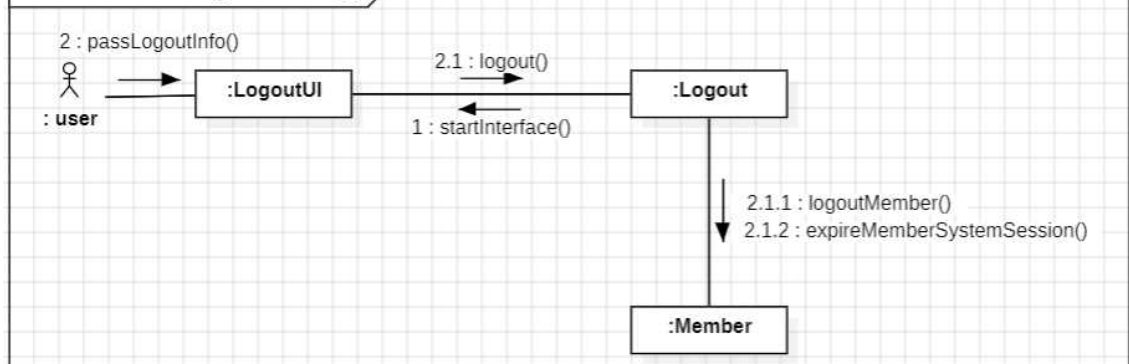 2 : passLogoutInfo()
2.1 : logout()
:LogoutUI
:Logout
: user
1 : startInterface()
2.1.1 : logoutMember()
2.1.2 : expireMemberSystemSession()
:Member